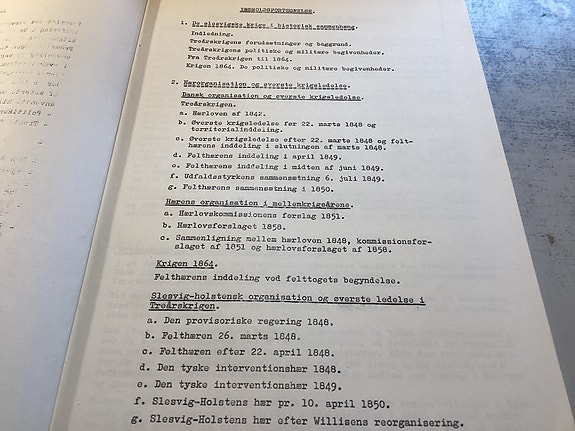 INDHOLDSFORTEGNELSE.
1. De slesvigske krige i historisk sammenhæng.
Indledning.
Treårskrigens forudsætninger og baggrund.
Treårskrigens politiske og militære begivenheder.
Fra Treårskrigen til 1864.
Krigen 1864. De politiske og militære begivenheder.
2. Hærorganisation og øverste krigsledelse.
Dansk organisation og øverste krigsledelse.
Treårskrigen.
a. Hærloven af 1842.
b. Øverste krigsledelse før 22. marts 1848 og
territorialinddeling.
c. Øverste krigsledelse efter 22. marts 1848 og felt-
hærens inddeling i slutningen af marts 1848.
d. Felthærens inddeling i april 1849.
e. Felthærens inddeling i midten af juni 1849.
f. Udfaldsstyrkens sammensætning 6. juli 1849.
g. Felthærens sammensætning i 1850.
Hærens organisation i mellemkrigsårene.
a. Hærlovskommissionens forslag 1851.
b. Hærlovsforslaget 1858.
c. Sammenligning mellem hærloven 1848, kommissionsfor-
slaget af 1851 og hærlovsforslaget af 1858.
Krigen 1864.
Felthærens inddeling ved felttogets begyndelse.
Slesvig-holstensk organisation og øverste ledelse i
Treårskrigen.
a. Den provisoriske regering 1848.
b. Felthæren 26. marts 1848.
c. Felthæren efter 22. april 1848.
d. Den tyske interventionshær 1848.
e. Den tyske interventionshær 1849.
f. Slesvig-Holstens hær pr. 10. april 1850.
g. Slesvig-Holstens hær efter Willisens reorganisering.